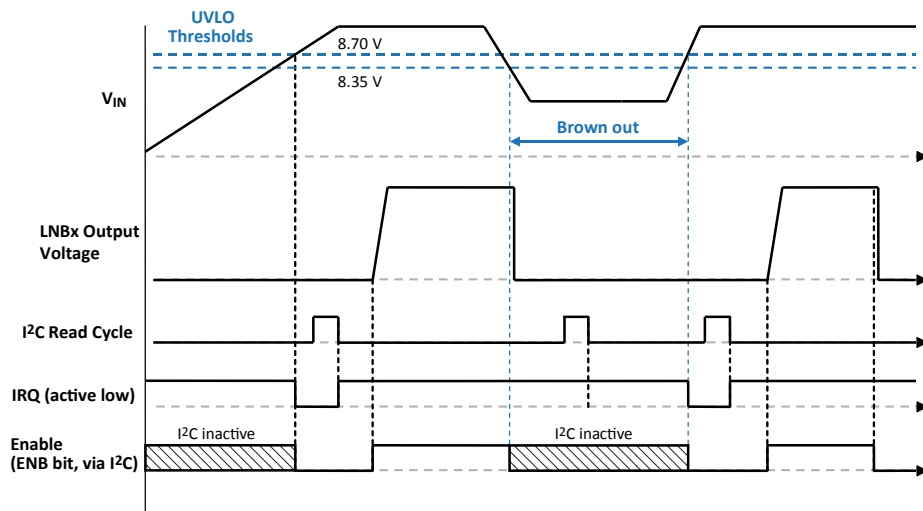 UVLO
Thresholds
8.70 V
8.35 V
VIN
Brown out
LNBx Output
Voltage
I²C Read Cycle
IRQ (active low)
I²C inactive
I²C inactive
Enable
(ENB bit, via I²C)